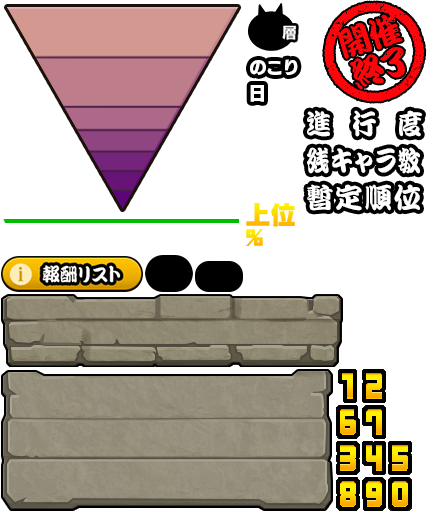 層
のこり
日
開催
終了
進行度
残キャラ数
暫定順位
上位
%
i 報酬リスト
12
67
345
890